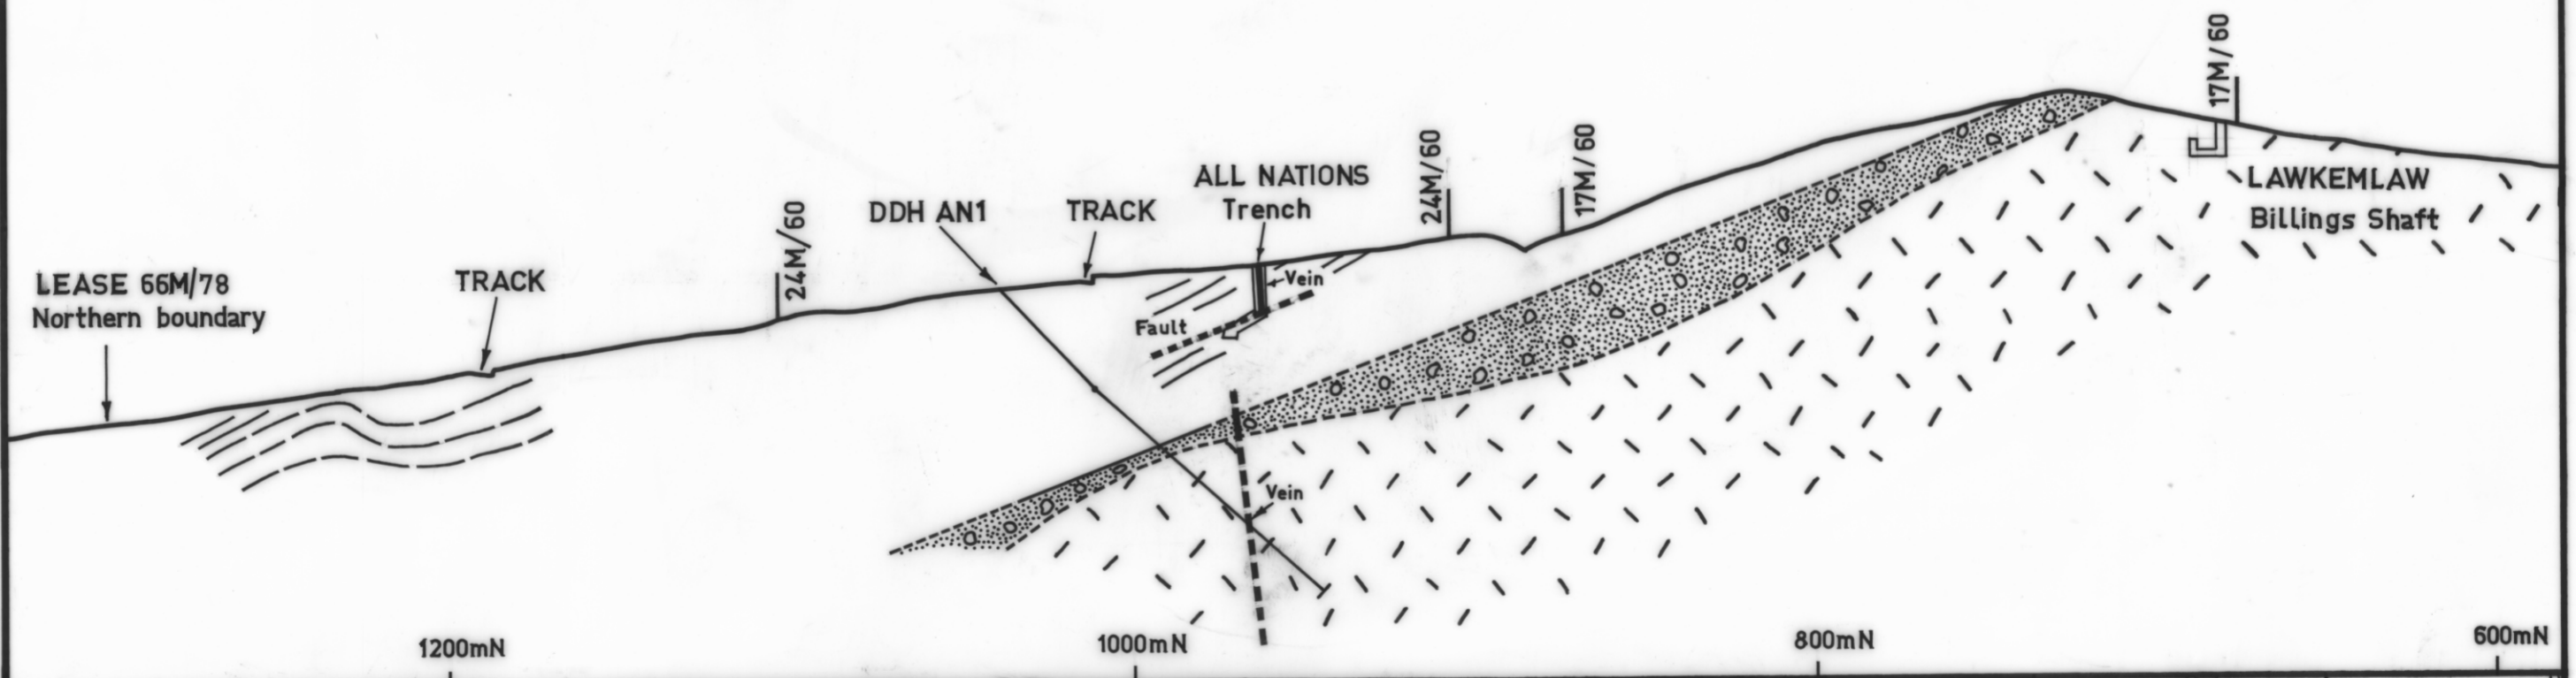 LEASE 66M/78
Northern boundary
TRACK
24M/60
DDH AN1
TRACK
ALL NATIONS
Trench
Vein
Fault
24M/60
17M/60
17M/60
LAWKEMLAW
Billings Shaft
Vein
1200mN
1000mN
800mN
600mN